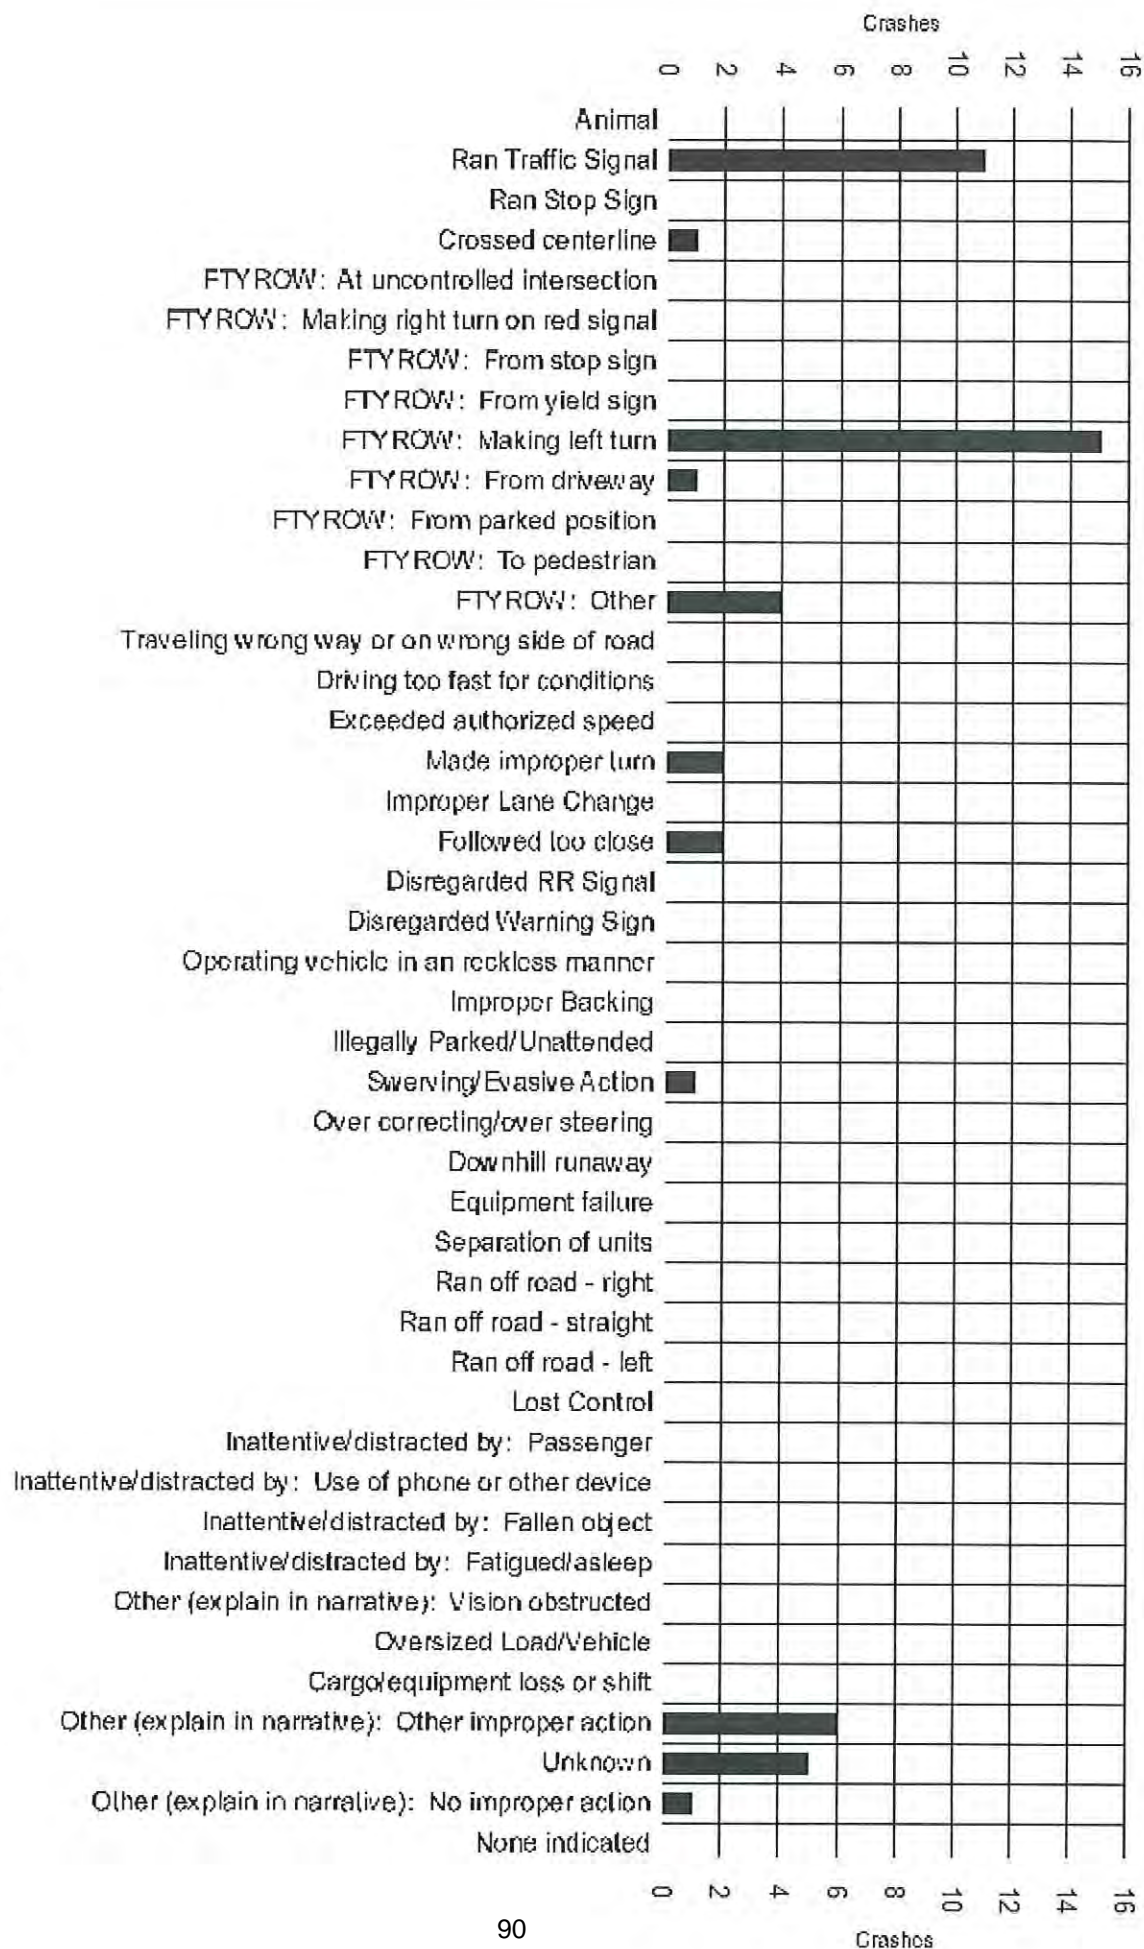 Crashes
0 2 4 6 8 10 12 14 16
Animal
Ran Traffic Signal
Ran Stop Sign
Crossed centerline
FTYROW: At uncontrolled intersection
FTYROW: Making right turn on red signal
FTYROW: From stop sign
FTYROW: From yield sign
FTYROW: Making left turn
FTYROW: From driveway
FTYROW: From parked position
FTYROW: To pedestrian
FTYROW: Other
Traveling wrong way or on wrong side of road
Driving too fast for conditions
Exceeded authorized speed
Made improper turn
Improper Lane Change
Followed too close
Disregarded RR Signal
Disregarded Warning Sign
Operating vehicle in an reckless manner
Improper Backing
Illegally Parked/Unattended
Swerving/Evasive Action
Over correcting/over steering
Downhill runaway
Equipment failure
Separation of units
Ran off road - right
Ran off road - straight
Ran off road - left
Lost Control
Inattentive/distracted by: Passenger
Inattentive/distracted by: Use of phone or other device
Inattentive/distracted by: Fallen object
Inattentive/distracted by: Fatigued/asleep
Other (explain in narrative): Vision obstructed
Oversized Load/Vehicle
Cargo/equipment loss or shift
Other (explain in narrative): Other improper action
Unknown
Other (explain in narrative): No improper action
None indicated
0 2 4 6 8 10 12 14 16
Crashes
90